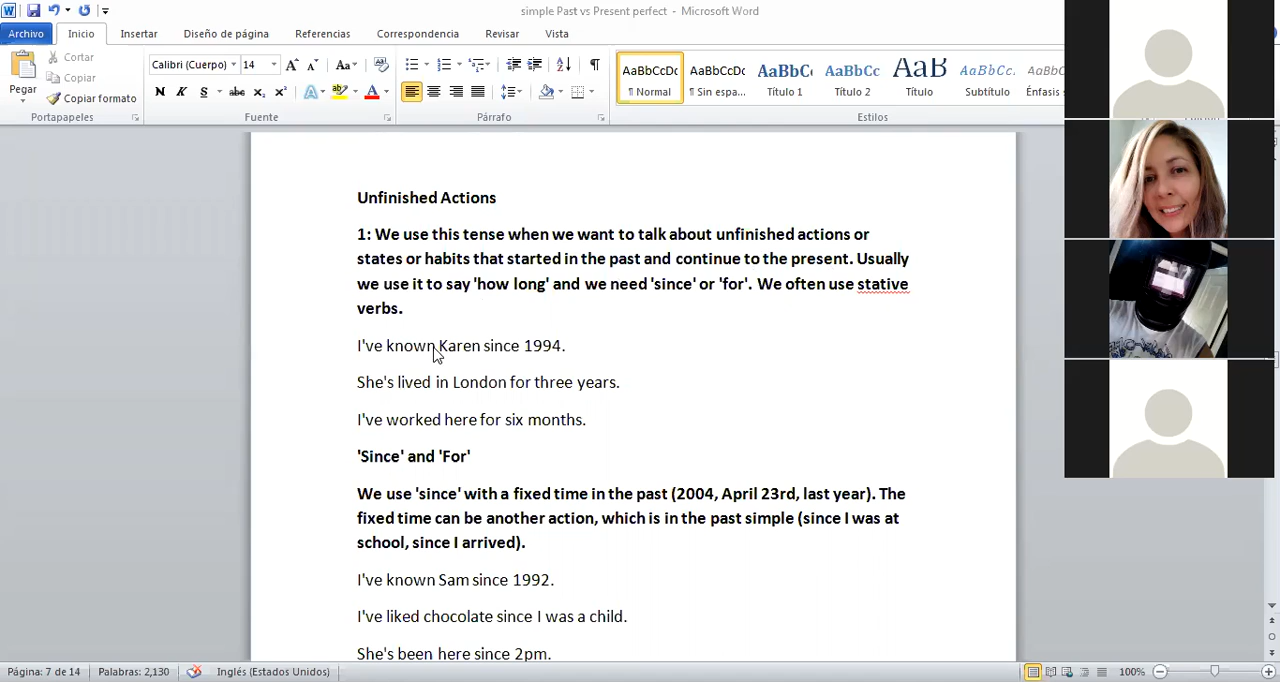 simple Past vs Present perfect - Microsoft Word
Archivo Inicio Insertar Diseño de página Referencias Correspondencia Revisar Vista
Pegar
Cortar
Copiar
Copiar formato
Portapapeles
Calibri (Cuerpo) 14
Fuente
Párrafo
AaBbCcDc AaBbCcDc AaBbC AaBbCc AaB AaBbCc.
Normal Sin espa... Título 1 Título 2 Título Subtítulo Énfasis
Estilos
Unfinished Actions
1: We use this tense when we want to talk about unfinished actions or
states or habits that started in the past and continue to the present. Usually
we use it to say 'how long' and we need 'since' or 'for'. We often use stative
verbs.
I've known Karen since 1994.
She's lived in London for three years.
I've worked here for six months.
'Since' and 'For'
We use 'since' with a fixed time in the past (2004, April 23rd, last year). The
fixed time can be another action, which is in the past simple (since I was at
school, since I arrived).
I've known Sam since 1992.
I've liked chocolate since I was a child.
She's been here since 2pm.
Página: 7 de 14 Palabras: 2,130 Inglés (Estados Unidos) 100%